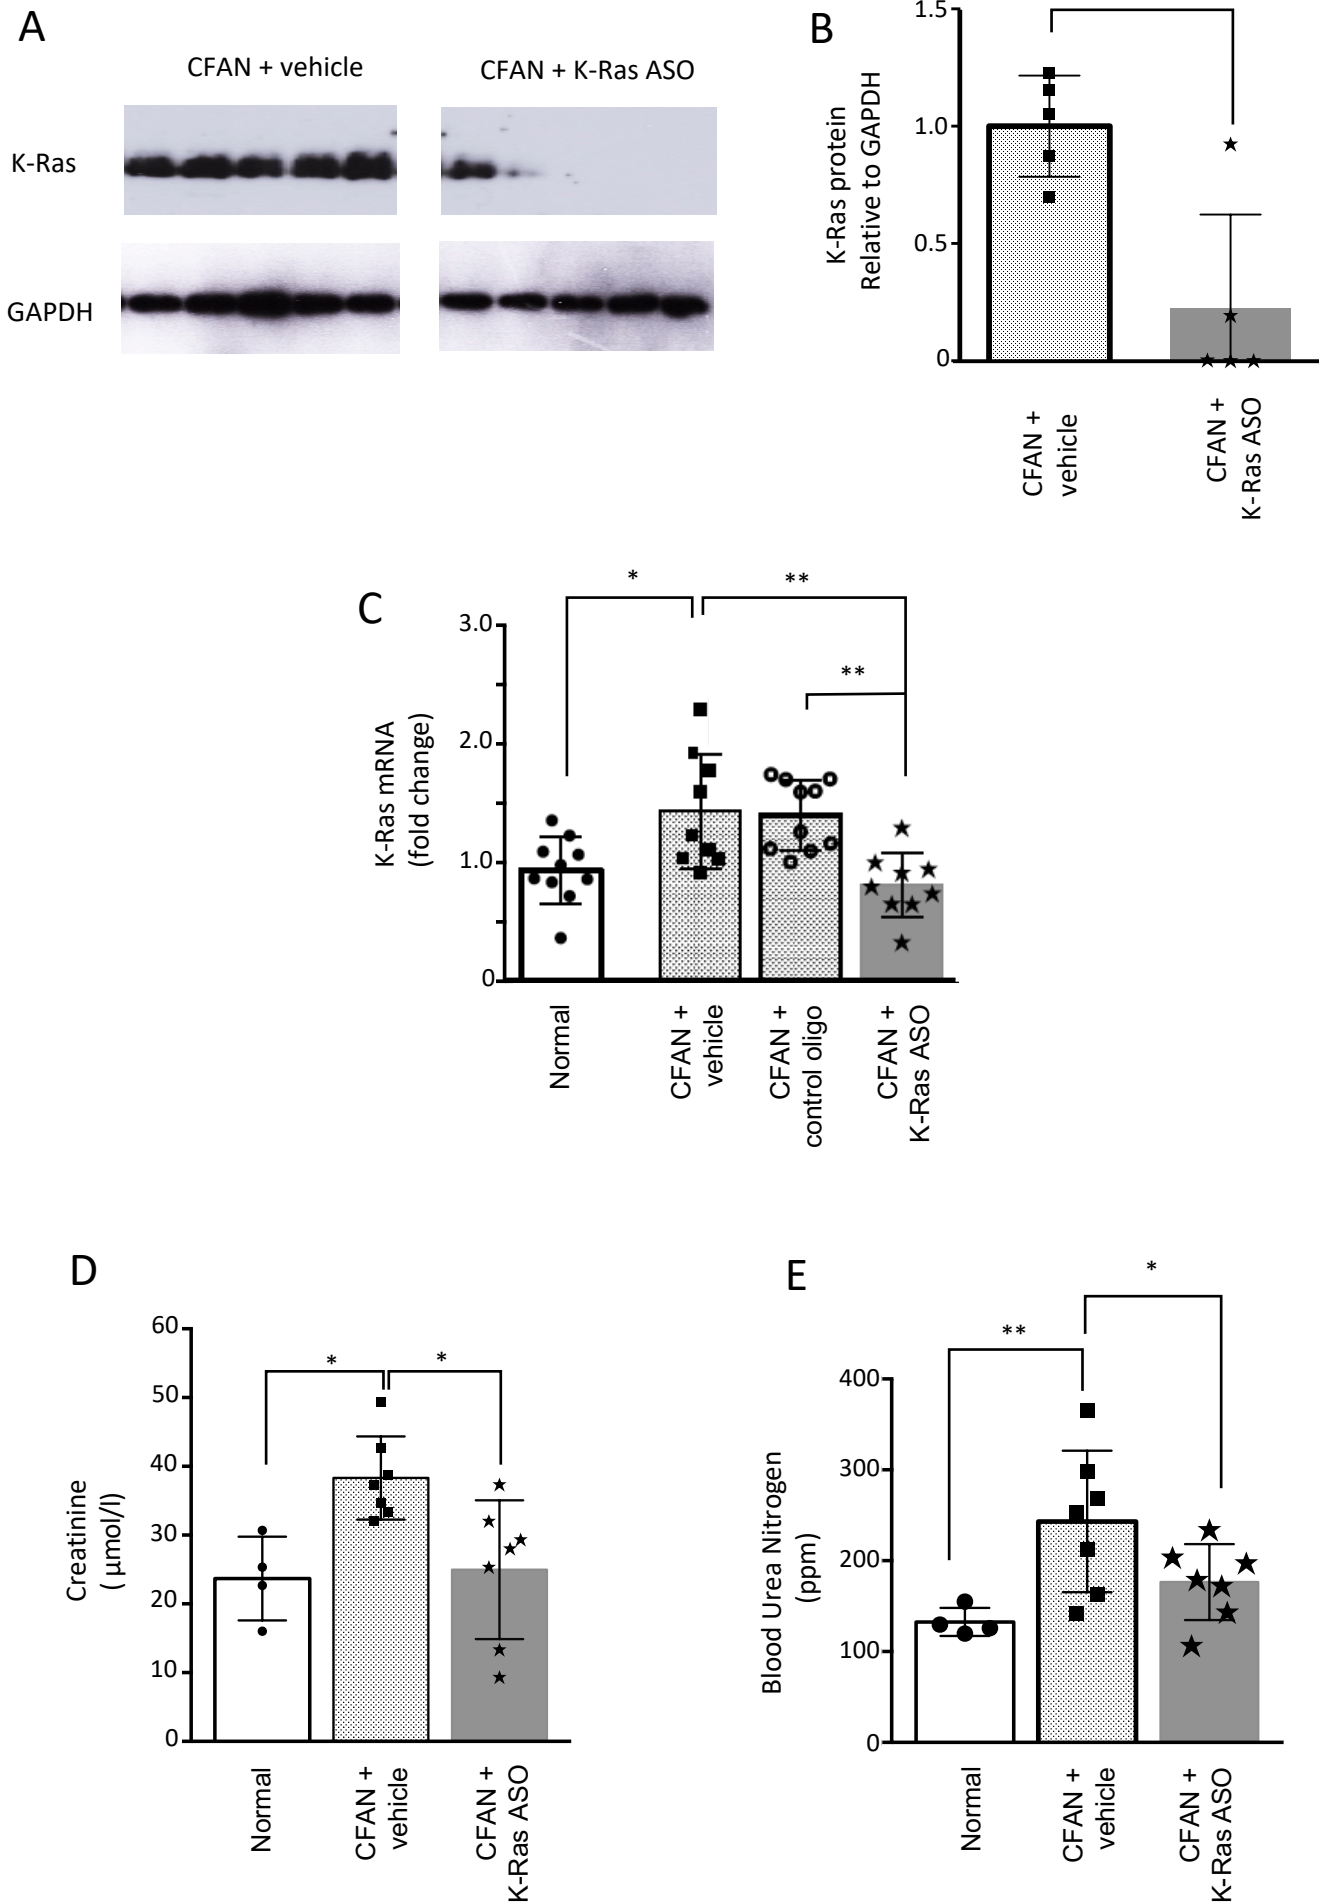 A
CFAN + vehicle
CFAN + K-Ras ASO
K-Ras
GAPDH
B
K-Ras protein
Relative to GAPDH
1.5
1.0
0.5
0
CFAN +
vehicle
CFAN +
K-Ras ASO
C
*
**
**
K-Ras mRNA
(fold change)
3.0
2.0
1.0
0
Normal
CFAN +
vehicle
CFAN +
control oligo
CFAN +
K-Ras ASO
D
*
*
Creatinine
( µmol/l)
60
50
40
30
20
10
0
Normal
CFAN +
vehicle
CFAN +
K-Ras ASO
E
**
*
Blood Urea Nitrogen
(ppm)
400
300
200
100
0
Normal
CFAN +
vehicle
CFAN +
K-Ras ASO